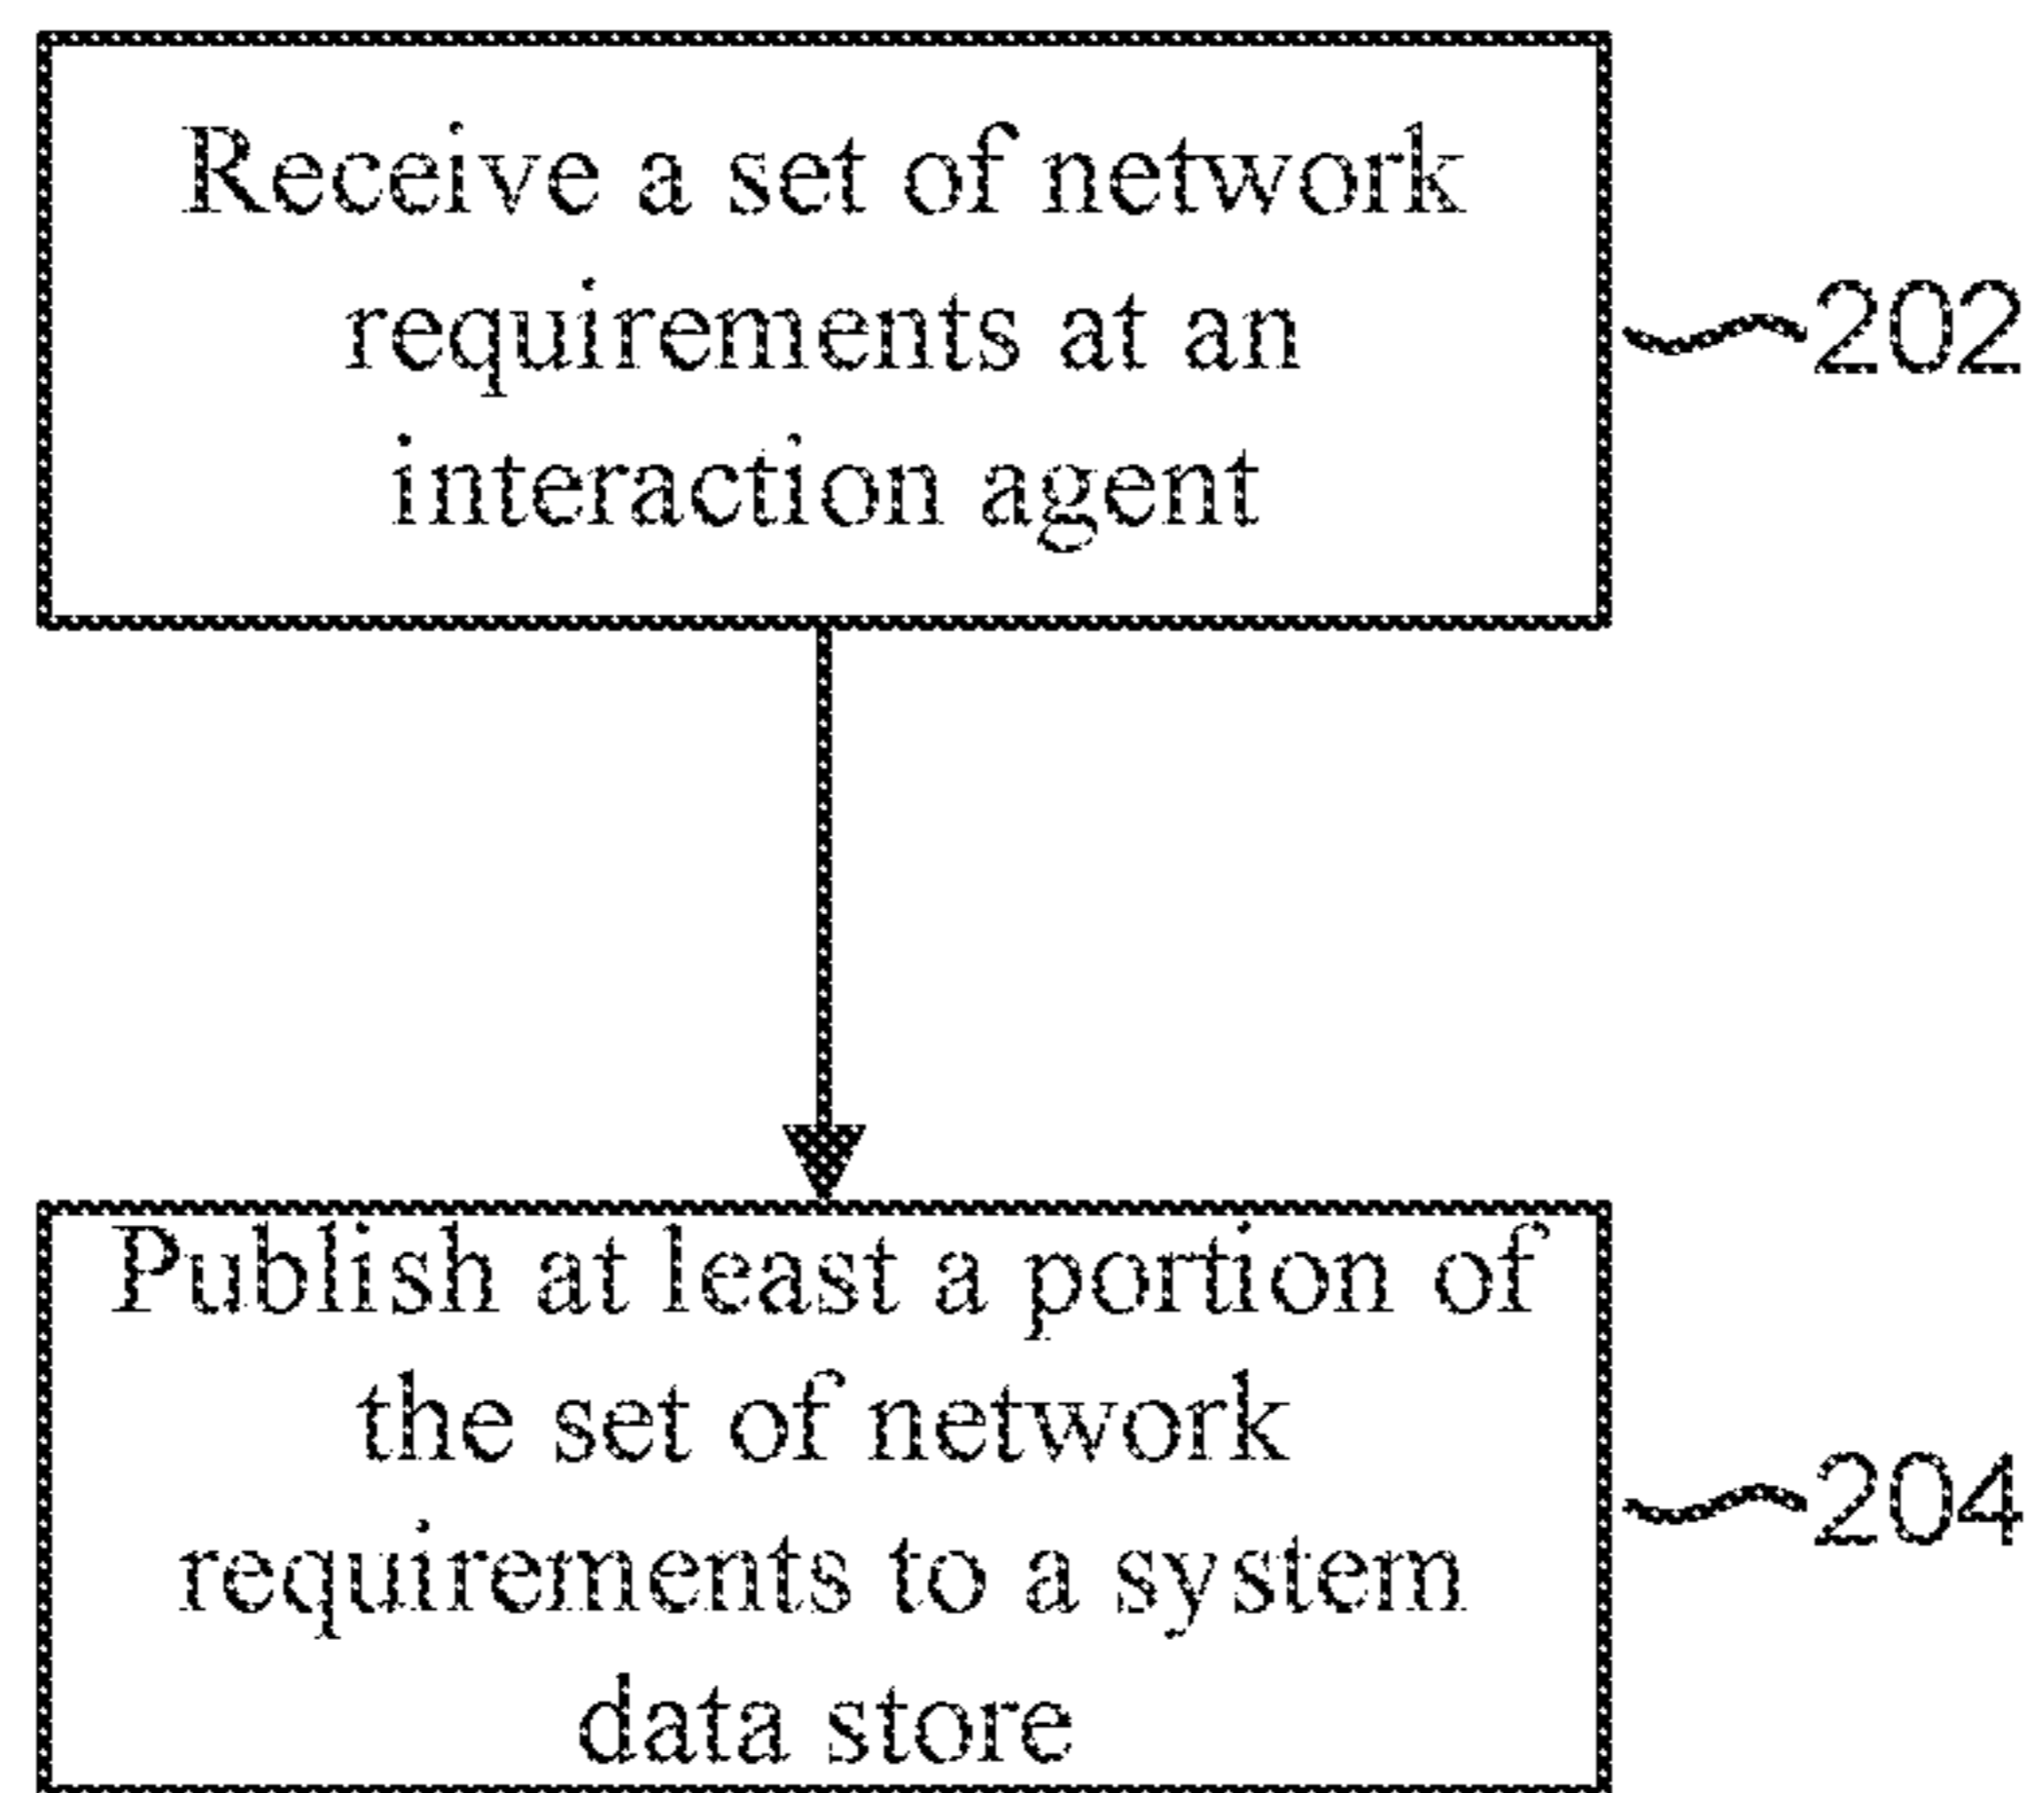 Receive a set of network
requirements at an
interaction agent
202
Publish at least a portion of
the set of network
requirements to a system
data store
204